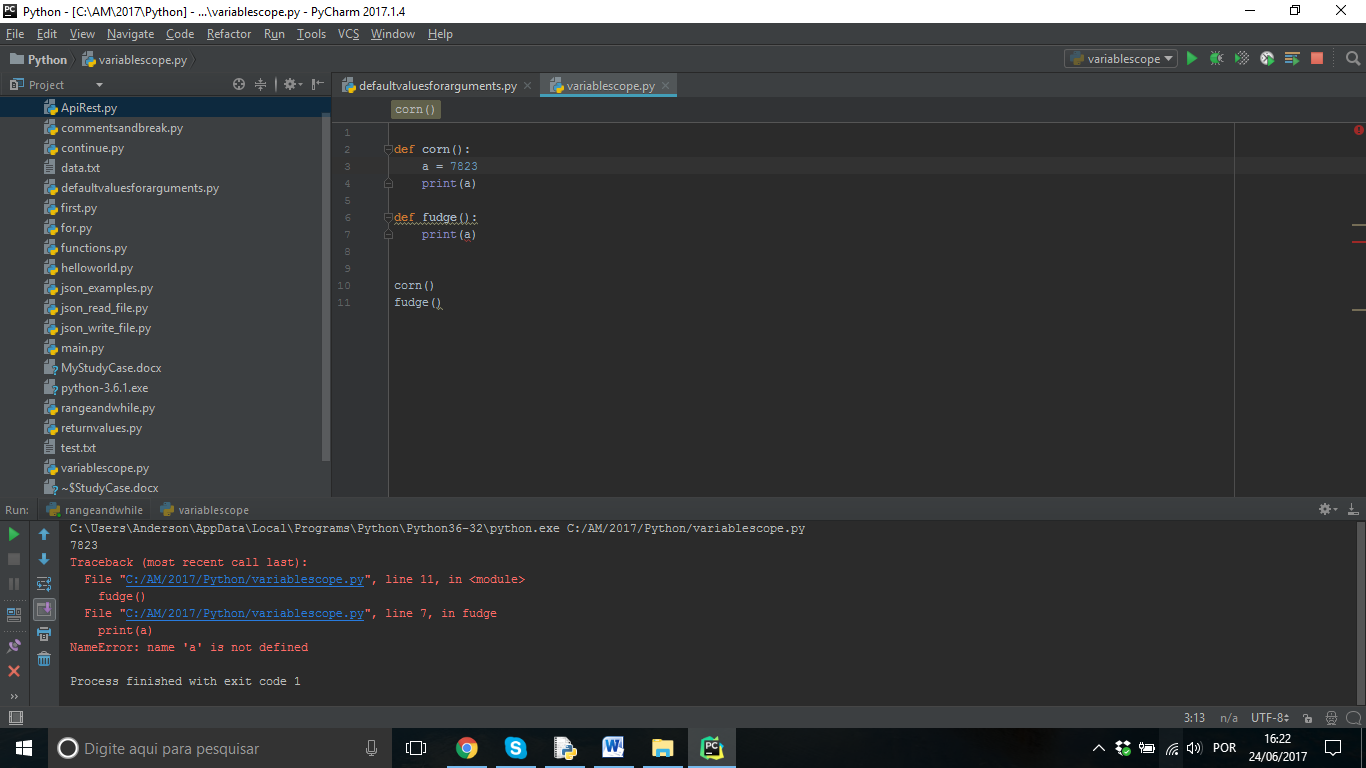 Python - [C:\AM\2017\Python] - ...\variablescope.py - PyCharm 2017.1.4
File Edit View Navigate Code Refactor Run Tools VCS Window Help
Python variablescope.py variablescope
Project defaultvaluesforarguments.py variablescope.py
corn()
ApiRest.py
commentsandbreak.py
continue.py
data.txt
defaultvaluesforarguments.py
first.py
for.py
functions.py
helloworld.py
json_examples.py
json_read_file.py
json_write_file.py
main.py
MyStudyCase.docx
python-3.6.1.exe
rangeandwhile.py
returnvalues.py
test.txt
variablescope.py
~$StudyCase.docx
1
2 def corn():
3 a = 7823
4 print(a)
5
6 def fudge():
7 print(a)
8
9
10 corn()
11 fudge()
Run: rangeandwhile variablescope
C:\Users\Anderson\AppData\Local\Programs\Python\Python36-32\python.exe C:/AM/2017/Python/variablescope.py
7823
Traceback (most recent call last):
File "C:/AM/2017/Python/variablescope.py", line 11, in <module>
fudge()
File "C:/AM/2017/Python/variablescope.py", line 7, in fudge
print(a)
NameError: name 'a' is not defined
Process finished with exit code 1
3:13 n/a UTF-8
Digite aqui para pesquisar
POR
16:22
24/06/2017